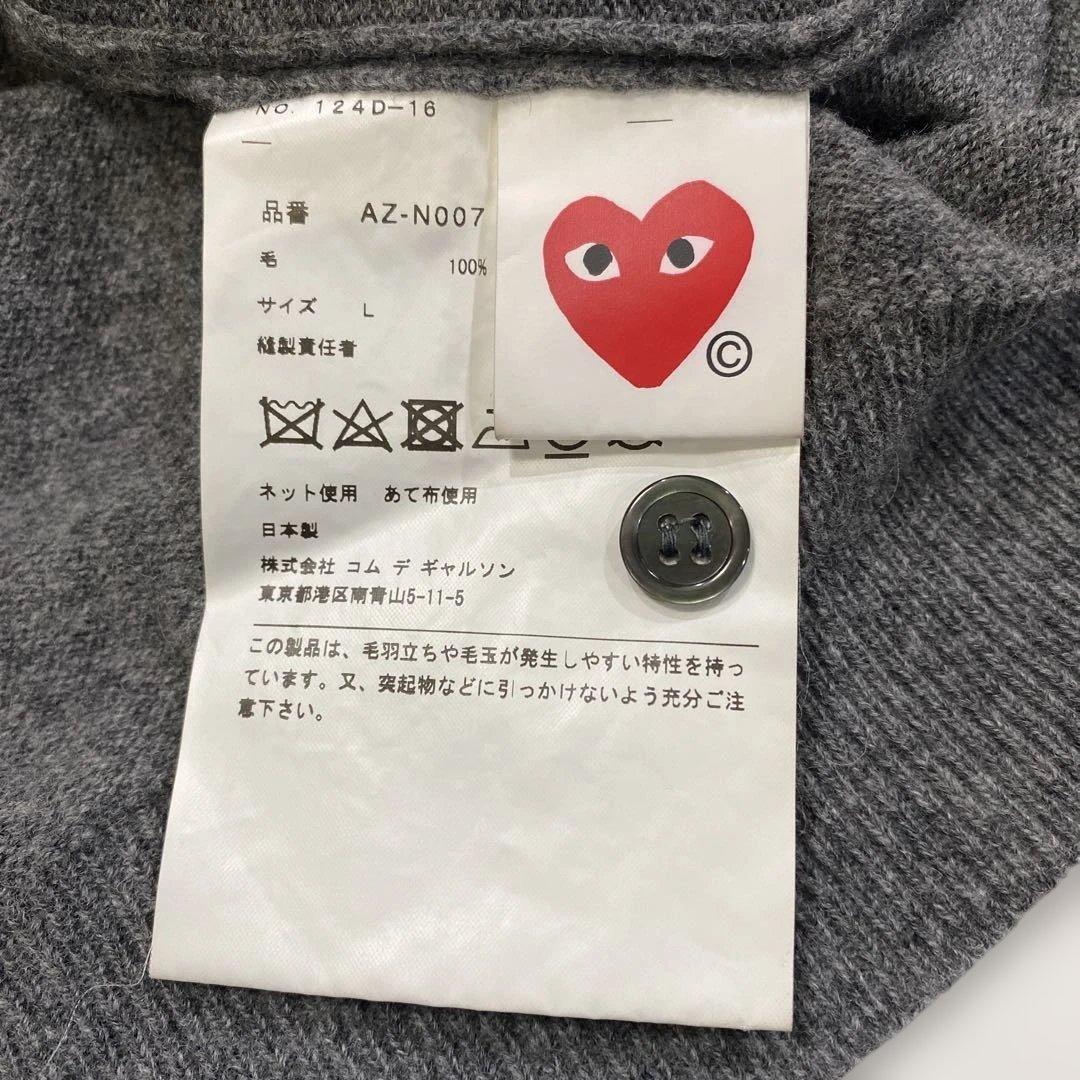 No. 124D-16
品番 AZ-N007
毛 100%
サイズ L
縫製責任者
©
ネット使用 あて布使用
日本製
株式会社 コム デ ギャルソン
東京都港区南青山5-11-5
この製品は、毛羽立ちや毛玉が発生しやすい特性を持っ
ています。又、突起物などに引っかけないよう充分ご注
意下さい。